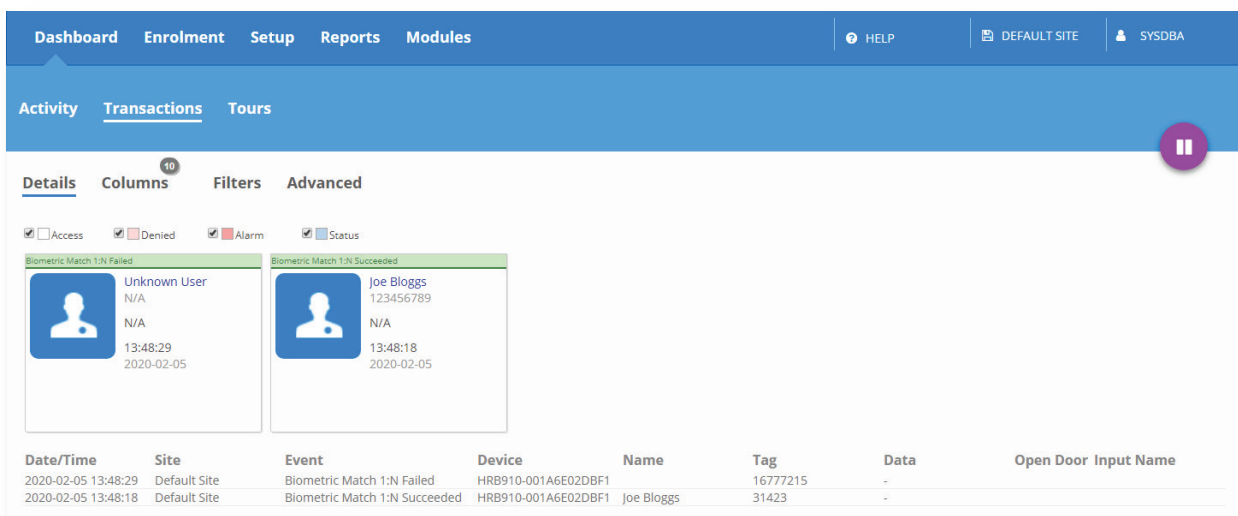 Dashboard Enrolment Setup Reports Modules HELP DEFAULT SITE SYSDBA
Activity Transactions Tours
10
Details Columns Filters Advanced
Access Denied Alarm Status
Biometric Match 1:N Failed
Unknown User
N/A
N/A
13:48:29
2020-02-05
Biometric Match 1:N Succeeded
Joe Bloggs
123456789
N/A
13:48:18
2020-02-05
Date/Time Site Event Device Name Tag Data Open Door Input Name
2020-02-05 13:48:29 Default Site Biometric Match 1:N Failed HRB910-001A6E02DBF1 16777215 -
2020-02-05 13:48:18 Default Site Biometric Match 1:N Succeeded HRB910-001A6E02DBF1 Joe Bloggs 31423 -